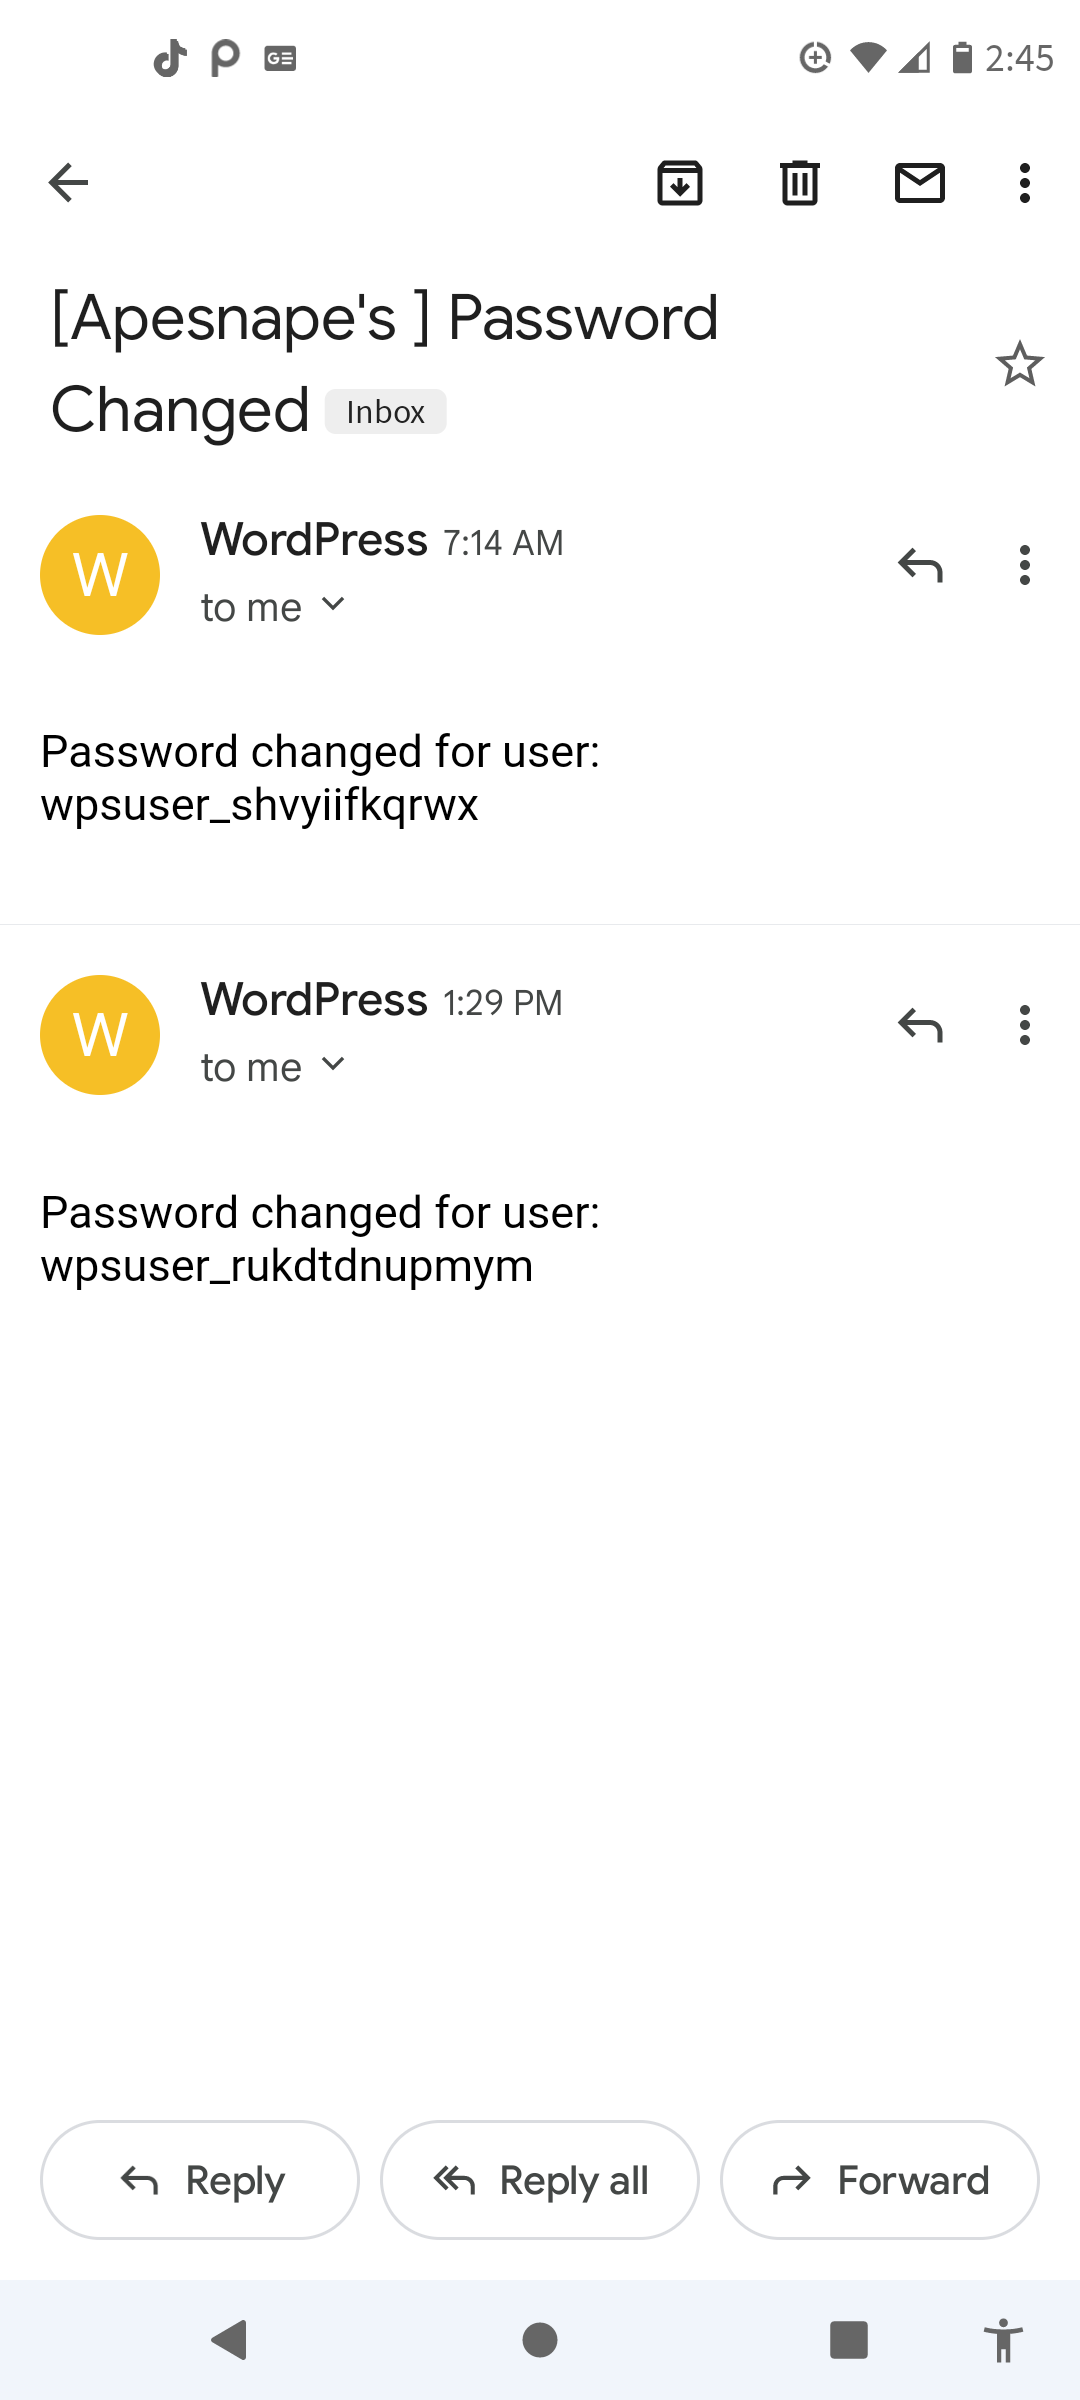 2:45
[Apesnape's ] Password
Changed Inbox
W
WordPress 7:14 AM
to me
Password changed for user:
wpsuser_shvyiifkqrwx
W
WordPress 1:29 PM
to me
Password changed for user:
wpsuser_rukdtdnupmym
Reply
Reply all
Forward